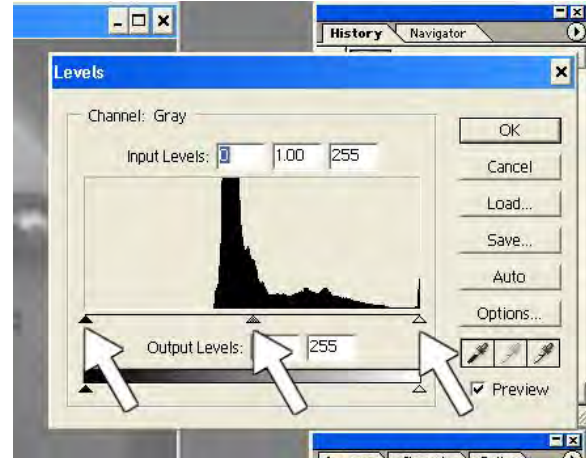 History Navigator
Levels
Channel: Gray
Input Levels: 0 1.00 255
OK
Cancel
Load...
Save...
Auto
Options...
Output Levels: 255
Preview